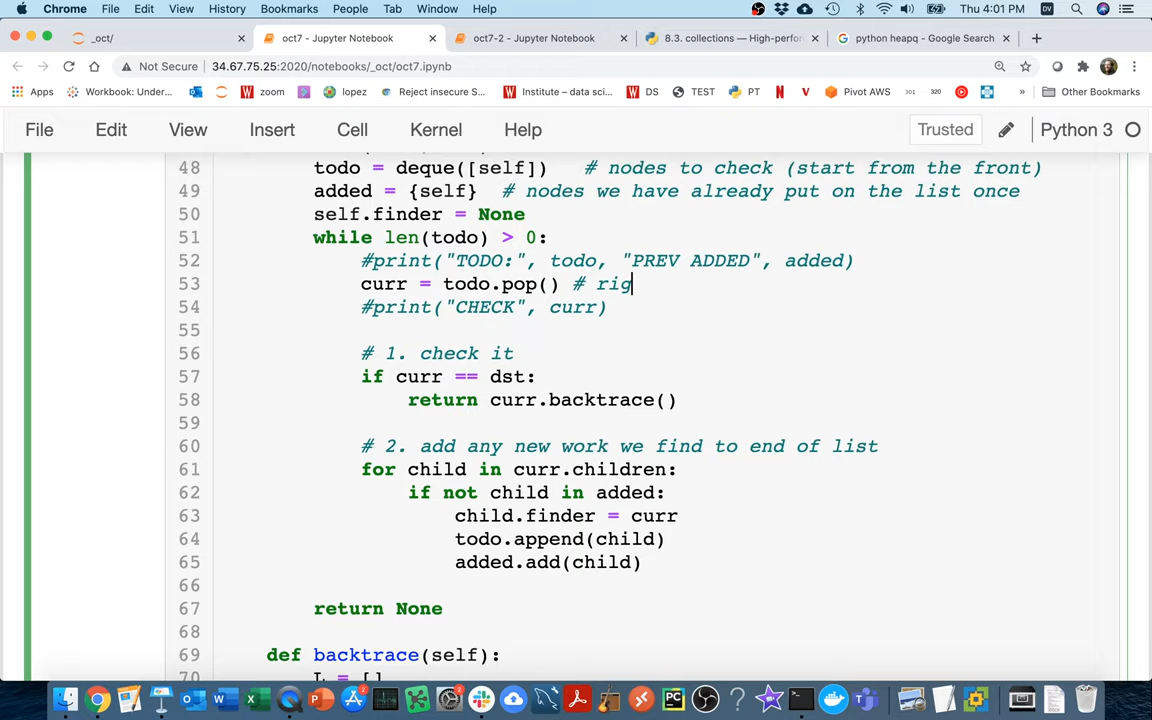 Chrome File Edit View History Bookmarks People Tab Window Help Thu 4:01 PM
_oct/ oct7 - Jupyter Notebook oct7-2 - Jupyter Notebook 8.3. collections — High-perfor python heapq - Google Search
Not Secure 34.67.75.25:2020/notebooks/_oct/oct7.ipynb
Apps Workbook: Under... zoom lopez Reject insecure S... Institute – data sci... DS TEST PT Pivot AWS Other Bookmarks
File Edit View Insert Cell Kernel Help Trusted Python 3
48 todo = deque([self]) # nodes to check (start from the front)
49 added = {self} # nodes we have already put on the list once
50 self.finder = None
51 while len(todo) > 0:
52 #print("TODO:", todo, "PREV ADDED", added)
53 curr = todo.pop() # rig
54 #print("CHECK", curr)
55
56 # 1. check it
57 if curr == dst:
58 return curr.backtrace()
59
60 # 2. add any new work we find to end of list
61 for child in curr.children:
62 if not child in added:
63 child.finder = curr
64 todo.append(child)
65 added.add(child)
66
67 return None
68
69 def backtrace(self):
70 L = []